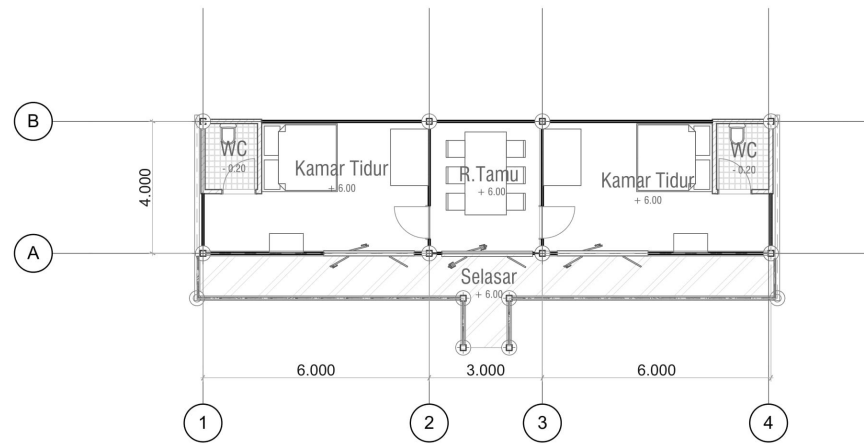 B
WC
- 0.20
Kamar Tidur
+ 6.00
R.Tamu
+ 6.00
Kamar Tidur
+ 6.00
WC
- 0.20
4.000
A
Selasar
+ 6.00
6.000
3.000
6.000
1
2
3
4